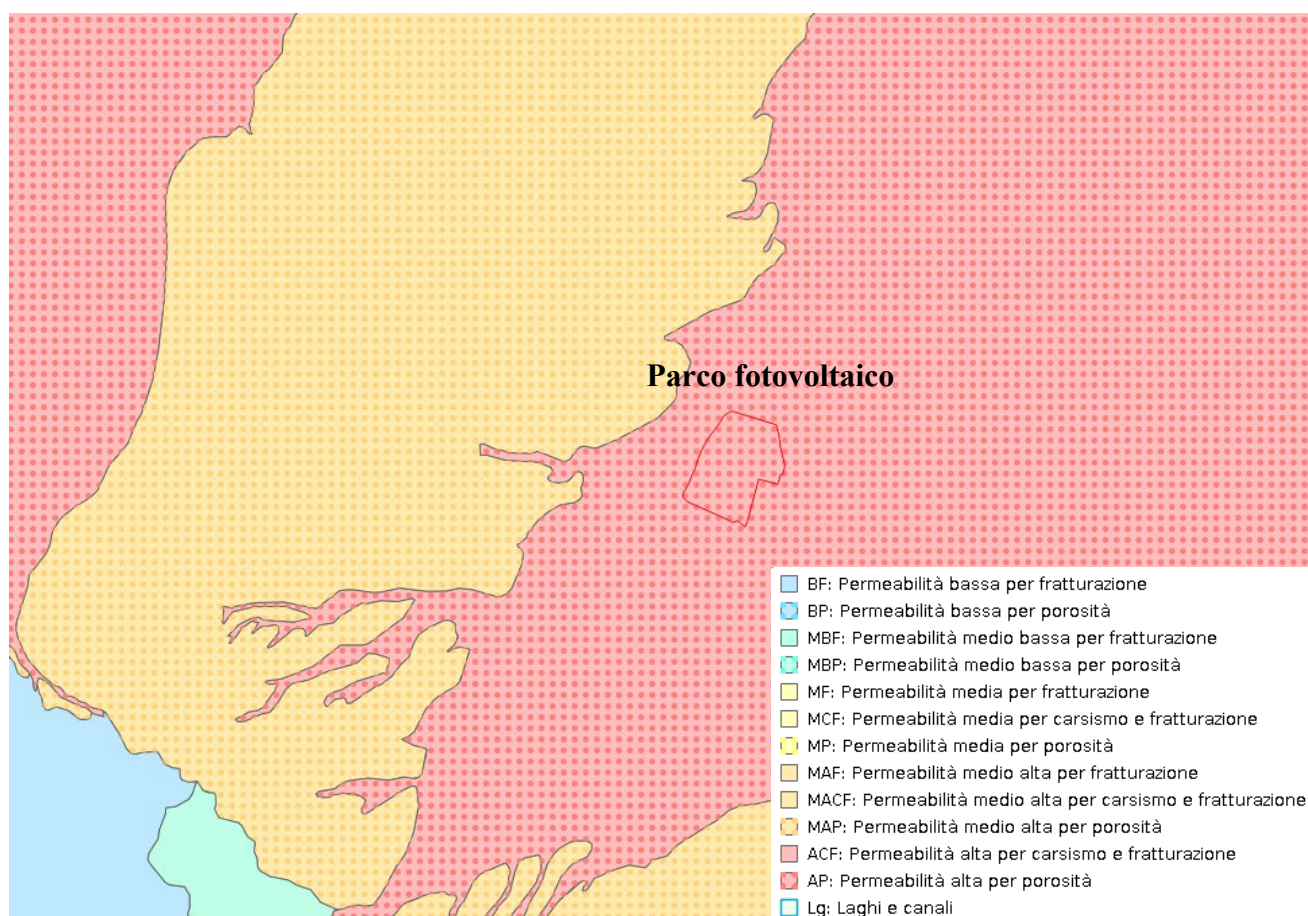 Parco fotovoltaico
BF: Permeabilità bassa per fratturazione
BP: Permeabilità bassa per porosità
MBF: Permeabilità medio bassa per fratturazione
MBP: Permeabilità medio bassa per porosità
MF: Permeabilità media per fratturazione
MCF: Permeabilità media per carsismo e fratturazione
MP: Permeabilità media per porosità
MAF: Permeabilità medio alta per fratturazione
MACF: Permeabilità medio alta per carsismo e fratturazione
MAP: Permeabilità medio alta per porosità
ACF: Permeabilità alta per carsismo e fratturazione
AP: Permeabilità alta per porosità
Lg: Laghi e canali